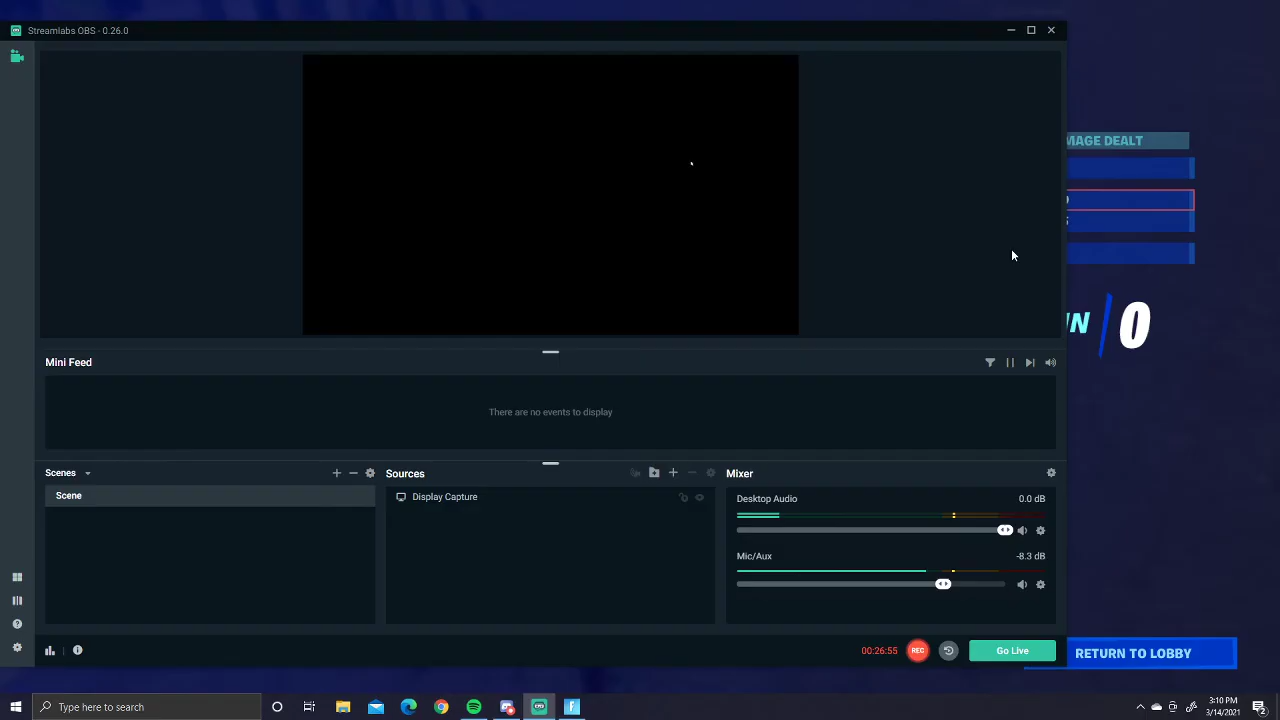 Streamlabs OBS - 0.26.0
MAGE DEALT
IN / 0
Mini Feed
There are no events to display
Scenes
Scene
Sources
Display Capture
Mixer
Desktop Audio
0.0 dB
Mic/Aux
-8.3 dB
00:26:55
REC
Go Live
RETURN TO LOBBY
Type here to search
3:10 PM
3/14/2021
2